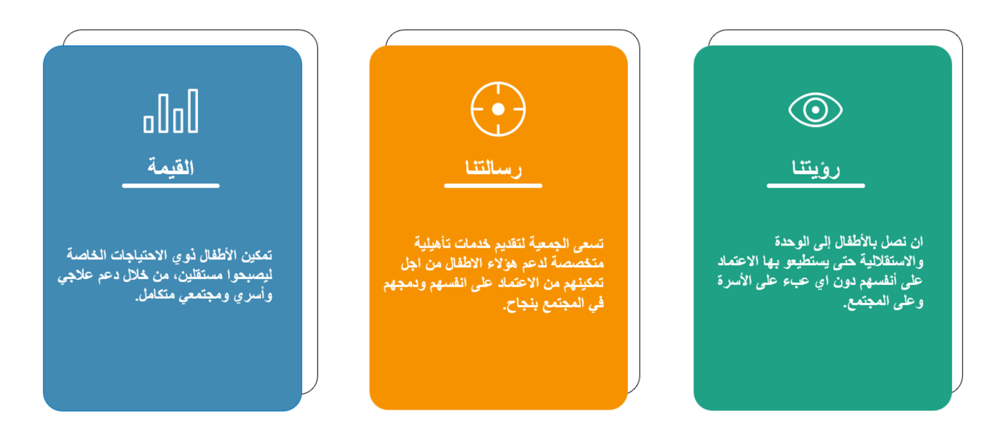 رؤيتنا
ان نصل بالأطفال إلى الوحدة
والاستقلالية حتى يستطيعو بها الاعتماد
على أنفسهم دون اي عبء على الأسرة
وعلى المجتمع.
رسالتنا
تسعى الجمعية لتقديم خدمات تأهيلية
متخصصة لدعم هؤلاء الاطفال من اجل
تمكينهم من الاعتماد على انفسهم ودمجهم
في المجتمع بنجاح.
القيمة
تمكين الأطفال ذوي الاحتياجات الخاصة
ليصبحوا مستقلين، من خلال دعم علاجي
وأسري ومجتمعي متكامل.